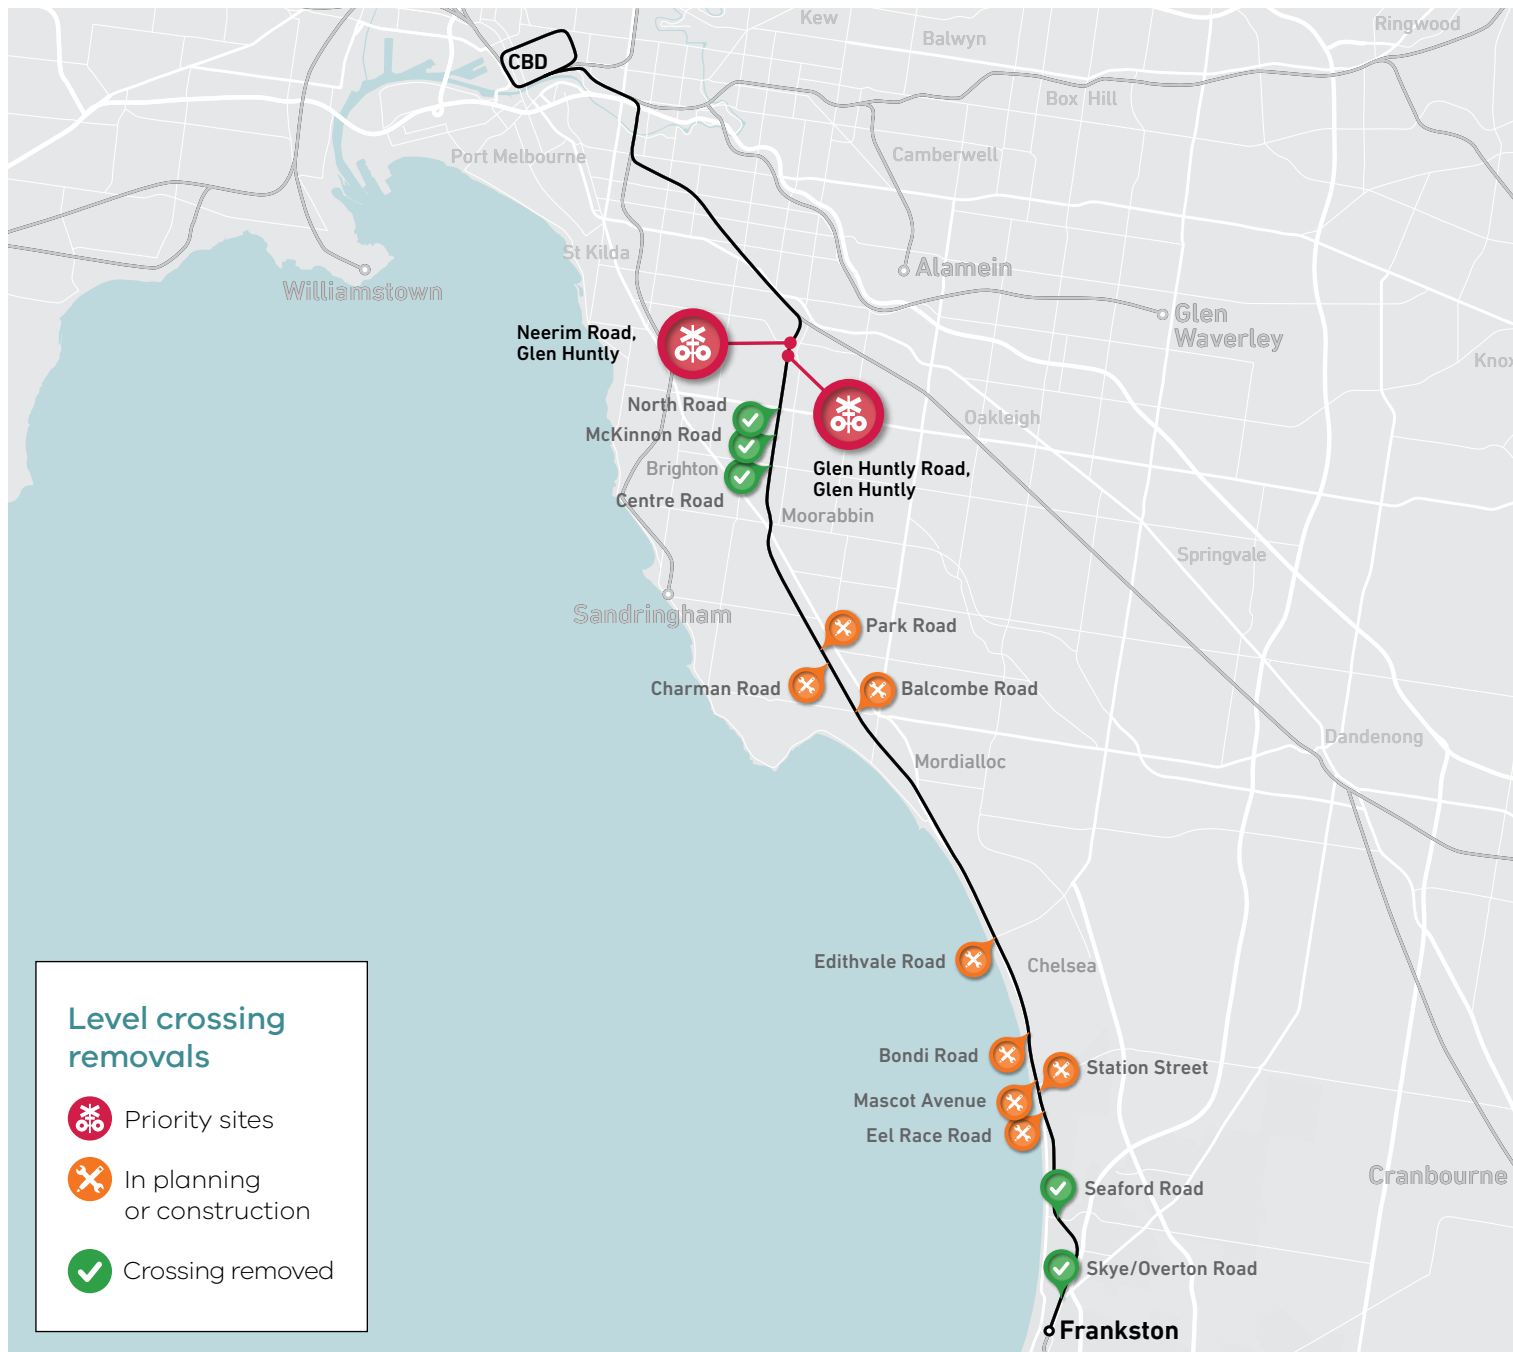 Kew
Ringwood
Balwyn
CBD
Box Hill
Port Melbourne
Camberwell
St Kilda
Alamein
Williamstown
Glen
Waverley
Neerim Road,
Glen Huntly
Knox
North Road
Oakleigh
McKinnon Road
Brighton
Glen Huntly Road,
Glen Huntly
Centre Road
Moorabbin
Springvale
Sandringham
Park Road
Charman Road
Balcombe Road
Dandenong
Mordialloc
Edithvale Road
Chelsea
Bondi Road
Station Street
Mascot Avenue
Eel Race Road
Cranbourne
Seaford Road
Skye/Overton Road
Frankston
Level crossing
removals
Priority sites
In planning
or construction
Crossing removed